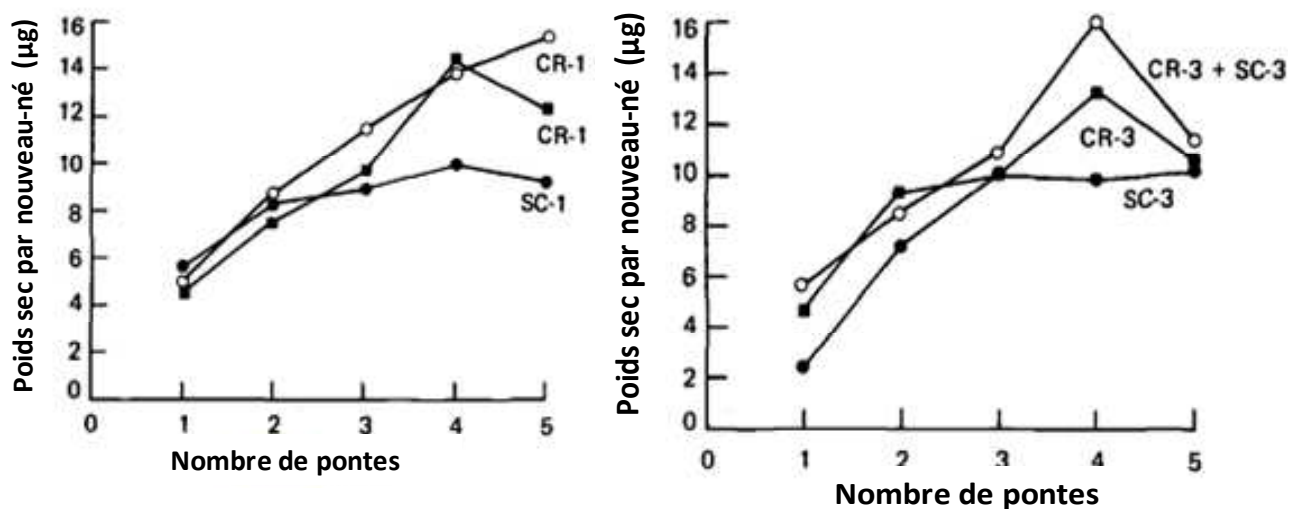 Poids sec par nouveau-né (µg)
16
14
12
10
8
6
4
2
0
0 1 2 3 4 5
Nombre de pontes
CR-1
CR-1
SC-1
Poids sec par nouveau-né (µg)
16
14
12
10
8
6
4
2
0
0 1 2 3 4 5
Nombre de pontes
CR-3 + SC-3
CR-3
SC-3